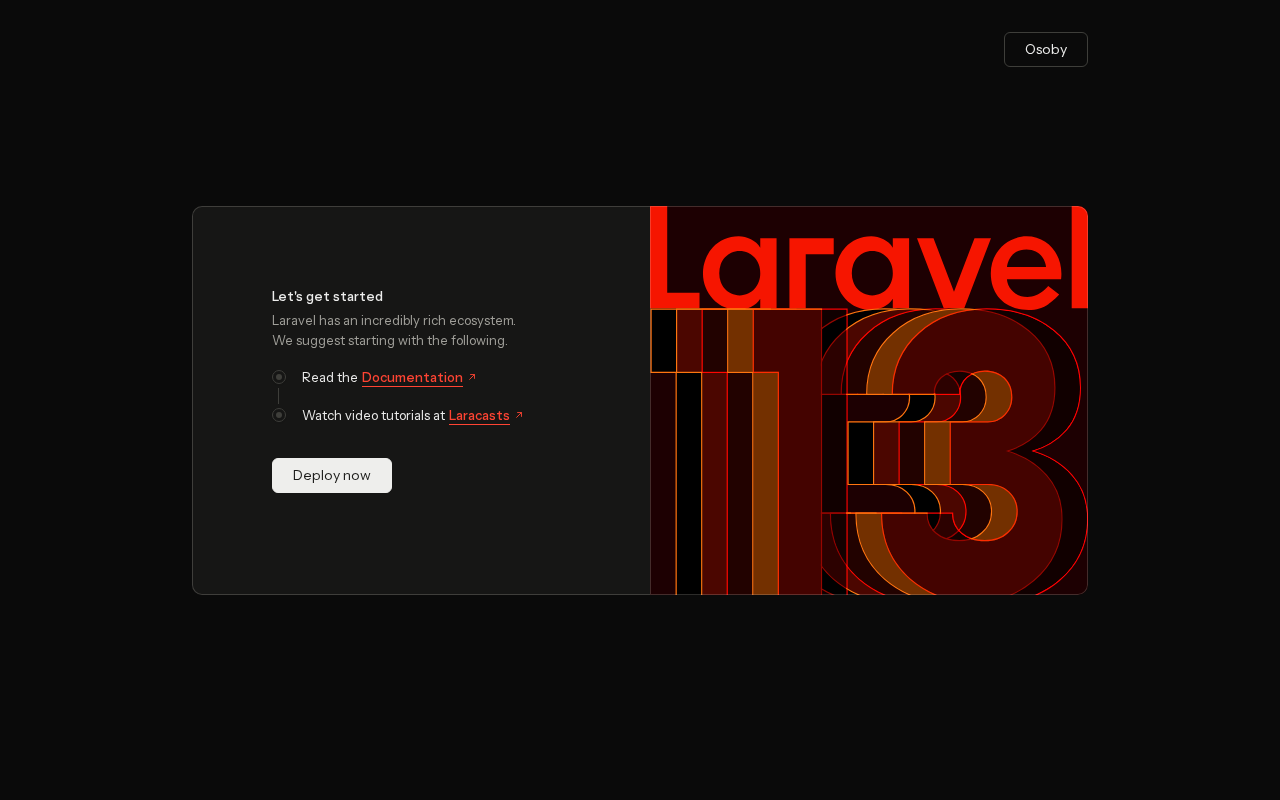 Osoby
Laravel
13
Let's get started
Laravel has an incredibly rich ecosystem.
We suggest starting with the following.
Read the Documentation
Watch video tutorials at Laracasts
Deploy now